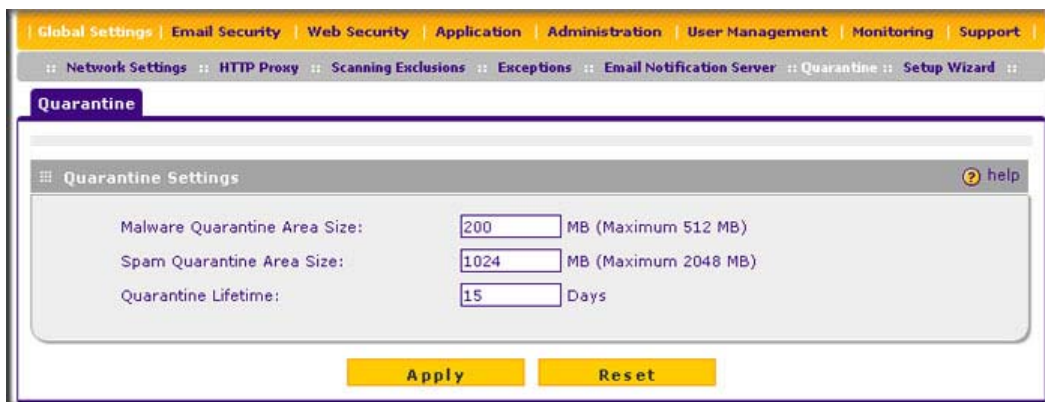 | Global Settings | Email Security | Web Security | Application | Administration | User Management | Monitoring | Support |
:: Network Settings :: HTTP Proxy :: Scanning Exclusions :: Exceptions :: Email Notification Server :: Quarantine :: Setup Wizard ::
Quarantine
Quarantine Settings ? help
Malware Quarantine Area Size: 200 MB (Maximum 512 MB)
Spam Quarantine Area Size: 1024 MB (Maximum 2048 MB)
Quarantine Lifetime: 15 Days
Apply Reset